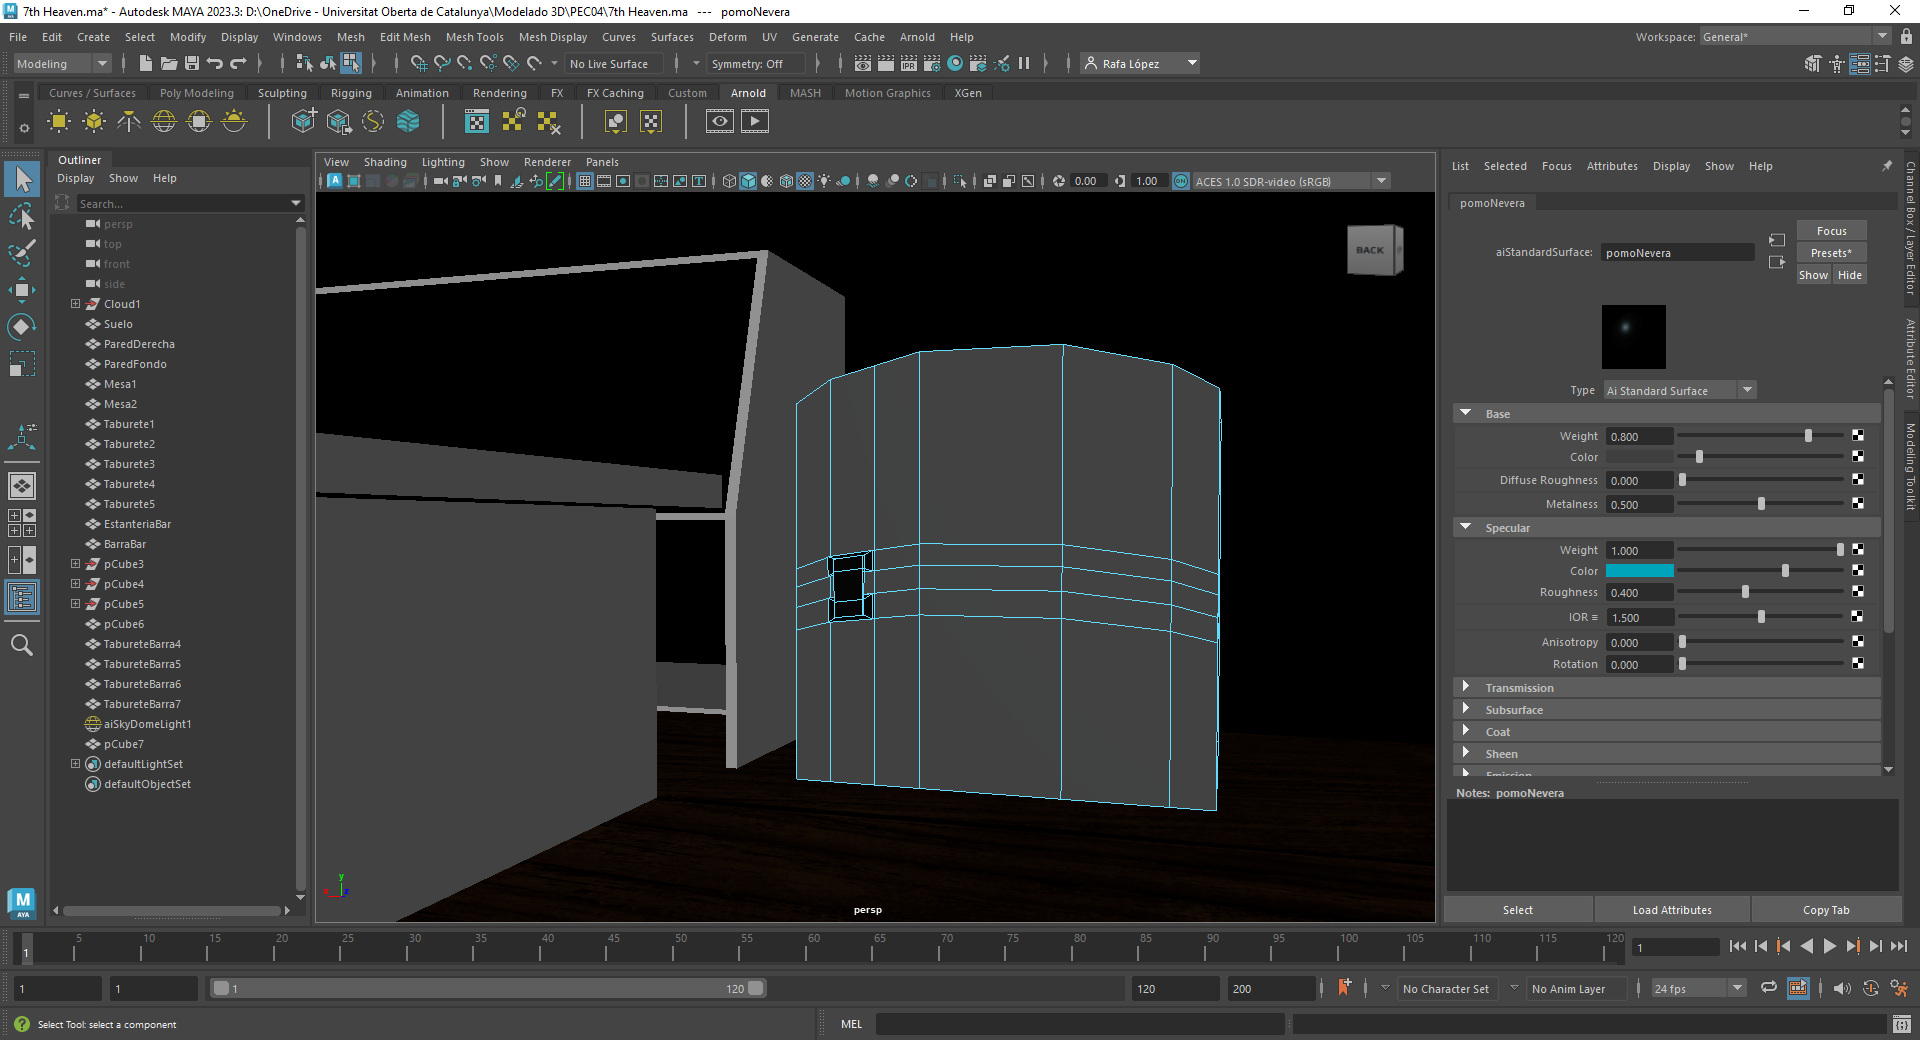 7th Heaven.ma* - Autodesk MAYA 2023.3: D:\OneDrive - Universitat Oberta de Catalunya\Modelado 3D\PEC04\7th Heaven.ma --- pomoNevera
File Edit Create Select Modify Display Windows Mesh Edit Mesh Mesh Tools Mesh Display Curves Surfaces Deform UV Generate Cache Arnold Help
Workspace: General*
Modeling
No Live Surface
Symmetry: Off
IPR
Rafa López
Curves / Surfaces Poly Modeling Sculpting Rigging Animation Rendering FX FX Caching Custom Arnold MASH Motion Graphics XGen
Outliner
Display Show Help
Search...
persp
top
front
side
Cloud1
Suelo
ParedDerecha
ParedFondo
Mesa1
Mesa2
Taburete1
Taburete2
Taburete3
Taburete4
Taburete5
EstanteriaBar
BarraBar
pCube3
pCube4
pCube5
pCube6
TabureteBarra4
TabureteBarra5
TabureteBarra6
TabureteBarra7
aiSkyDomeLight1
pCube7
defaultLightSet
defaultObjectSet
M
AYA
View Shading Lighting Show Renderer Panels
0.00
1.00
ON
ACES 1.0 SDR-video (sRGB)
BACK
y
persp
List Selected Focus Attributes Display Show Help
pomoNevera
Focus
aiStandardSurface: pomoNevera
Presets*
Show Hide
Type Ai Standard Surface
Base
Weight 0.800
Color
Diffuse Roughness 0.000
Metalness 0.500
Specular
Weight 1.000
Color
Roughness 0.400
IOR = 1.500
Anisotropy 0.000
Rotation 0.000
Transmission
Subsurface
Coat
Sheen
Emission
Notes: pomoNevera
Select Load Attributes Copy Tab
Channel Box / Layer Editor
Attribute Editor
Modeling Toolkit
1 5 10 15 20 25 30 35 40 45 50 55 60 65 70 75 80 85 90 95 100 105 110 115 120
1
1 1 1 120 120 200 No Character Set No Anim Layer 24 fps
Select Tool: select a component
MEL